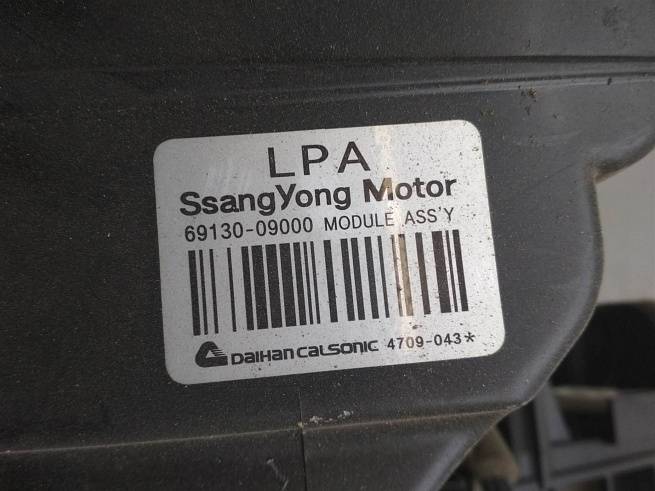 LPA
SsangYong Motor
69130-09000 MODULE ASS'Y
DAIHAN CALSONIC 4709-043*